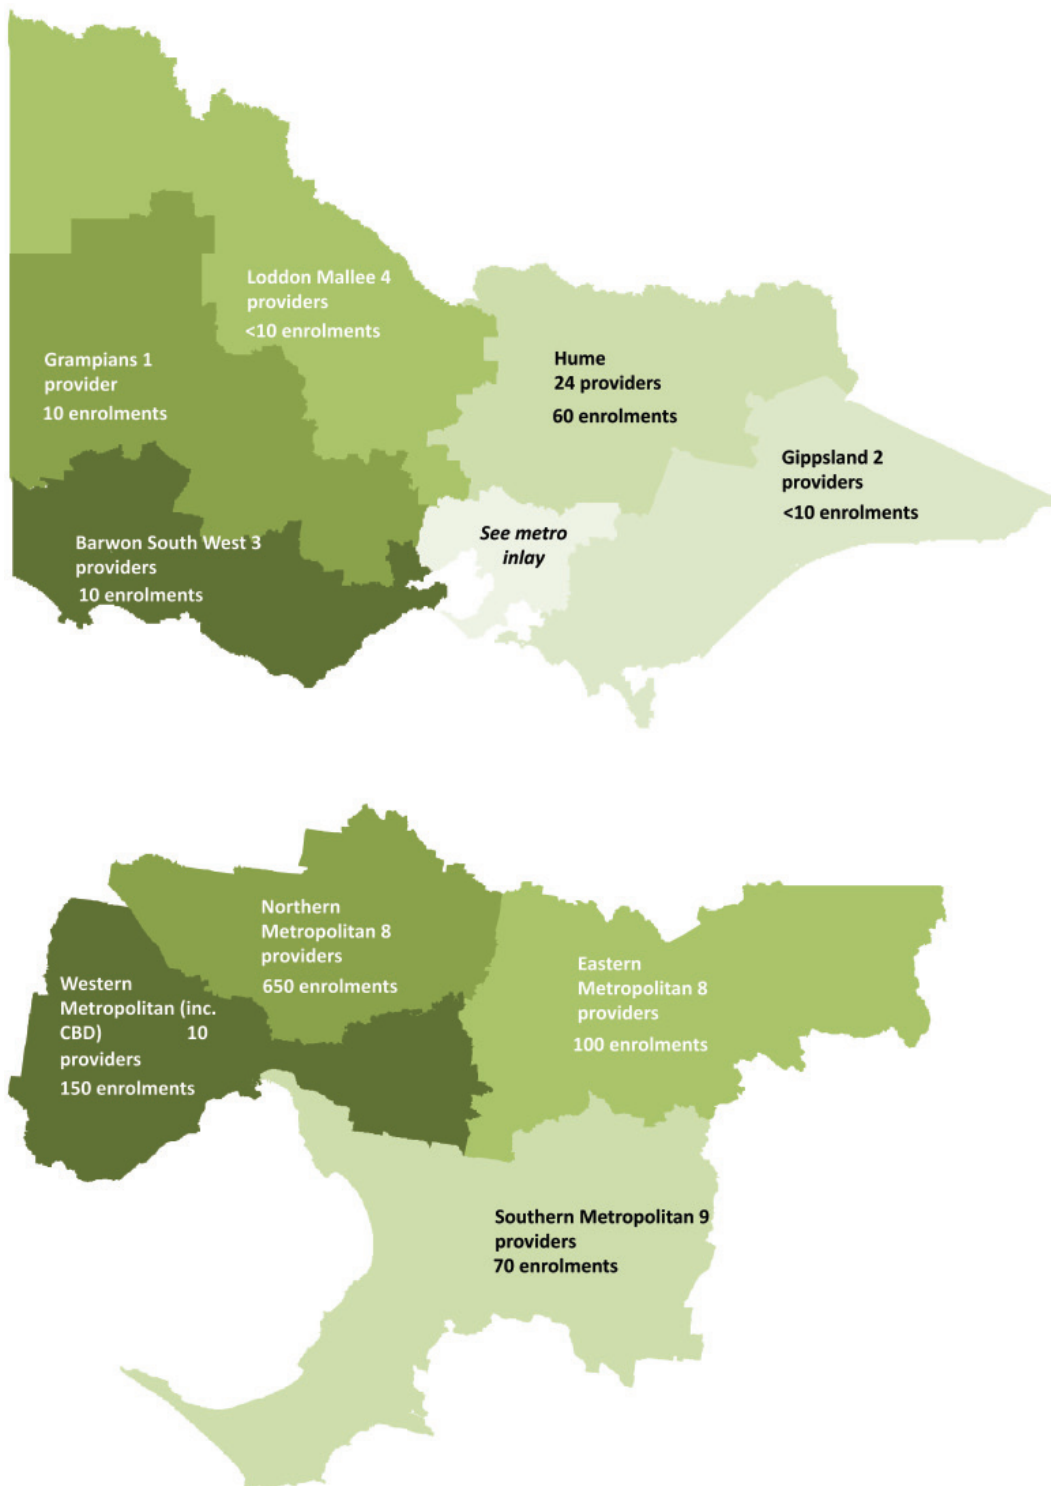 Loddon Mallee 4
providers
<10 enrolments
Grampians 1
provider
10 enrolments
Hume
24 providers
60 enrolments
Gippsland 2
providers
<10 enrolments
See metro
inlay
Barwon South West 3
providers
10 enrolments
Northern
Metropolitan 8
providers
650 enrolments
Eastern
Metropolitan 8
providers
100 enrolments
Western
Metropolitan (inc.
CBD) 10
providers
150 enrolments
Southern Metropolitan 9
providers
70 enrolments